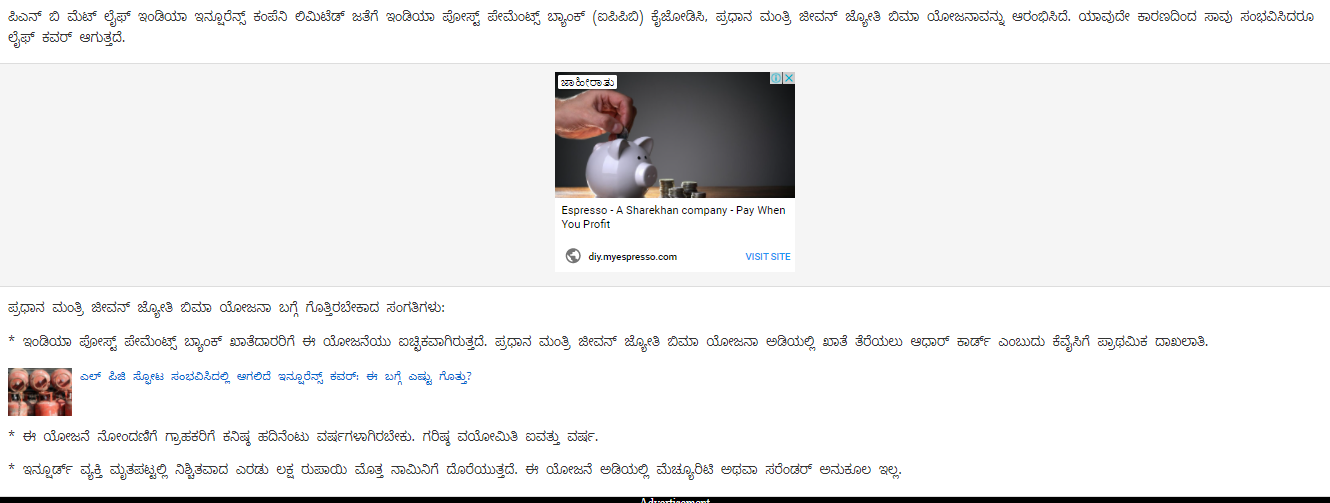 ಪಿಎನ್ ಬಿ ಮೆಟ್ ಲೈಫ್ ಇಂಡಿಯಾ ಇನ್ಷೂರೆನ್ಸ್ ಕಂಪೆನಿ ಲಿಮಿಟೆಡ್ ಜತೆಗೆ ಇಂಡಿಯಾ ಪೋಸ್ಟ್ ಪೇಮೆಂಟ್ಸ್ ಬ್ಯಾಂಕ್ (ಐಪಿಪಿಬಿ) ಕೈಜೋಡಿಸಿ, ಪ್ರಧಾನ ಮಂತ್ರಿ ಜೀವನ್ ಜ್ಯೋತಿ ಬಿಮಾ ಯೋಜನಾವನ್ನು ಆರಂಭಿಸಿದೆ. ಯಾವುದೇ ಕಾರಣದಿಂದ ಸಾವು ಸಂಭವಿಸಿದರೂ
ಲೈಫ್ ಕವರ್ ಆಗುತ್ತದೆ.
ಜಾಹೀರಾತು
Espresso - A Sharekhan company - Pay When
You Profit
diy.myespresso.com VISIT SITE
ಪ್ರಧಾನ ಮಂತ್ರಿ ಜೀವನ್ ಜ್ಯೋತಿ ಬಿಮಾ ಯೋಜನಾ ಬಗ್ಗೆ ಗೊತ್ತಿರಬೇಕಾದ ಸಂಗತಿಗಳು:
* ಇಂಡಿಯಾ ಪೋಸ್ಟ್ ಪೇಮೆಂಟ್ಸ್ ಬ್ಯಾಂಕ್ ಖಾತೆದಾರರಿಗೆ ಈ ಯೋಜನೆಯು ಐಚ್ಛಿಕವಾಗಿರುತ್ತದೆ. ಪ್ರಧಾನ ಮಂತ್ರಿ ಜೀವನ್ ಜ್ಯೋತಿ ಬಿಮಾ ಯೋಜನಾ ಅಡಿಯಲ್ಲಿ ಖಾತೆ ತೆರೆಯಲು ಆಧಾರ್ ಕಾರ್ಡ್ ಎಂಬುದು ಕೆವೈಸಿಗೆ ಪ್ರಾಥಮಿಕ ದಾಖಲಾತಿ.
ಎಲ್ ಪಿಜಿ ಸ್ಫೋಟ ಸಂಭವಿಸಿದಲ್ಲಿ ಆಗಲಿದೆ ಇನ್ಷೂರೆನ್ಸ್ ಕವರ್: ಈ ಬಗ್ಗೆ ಎಷ್ಟು ಗೊತ್ತು?
* ಈ ಯೋಜನೆ ನೋಂದಣಿಗೆ ಗ್ರಾಹಕರಿಗೆ ಕನಿಷ್ಠ ಹದಿನೆಂಟು ವರ್ಷಗಳಾಗಿರಬೇಕು. ಗರಿಷ್ಠ ವಯೋಮಿತಿ ಐವತ್ತು ವರ್ಷ.
* ಇನ್ಷೂರ್ಡ್ ವ್ಯಕ್ತಿ ಮೃತಪಟ್ಟಲ್ಲಿ ನಿಶ್ಚಿತವಾದ ಎರಡು ಲಕ್ಷ ರುಪಾಯಿ ಮೊತ್ತ ನಾಮಿನಿಗೆ ದೊರೆಯುತ್ತದೆ. ಈ ಯೋಜನೆ ಅಡಿಯಲ್ಲಿ ಮೆಚ್ಯೂರಿಟಿ ಅಥವಾ ಸರೆಂಡರ್ ಅನುಕೂಲ ಇಲ್ಲ.
Advertisement